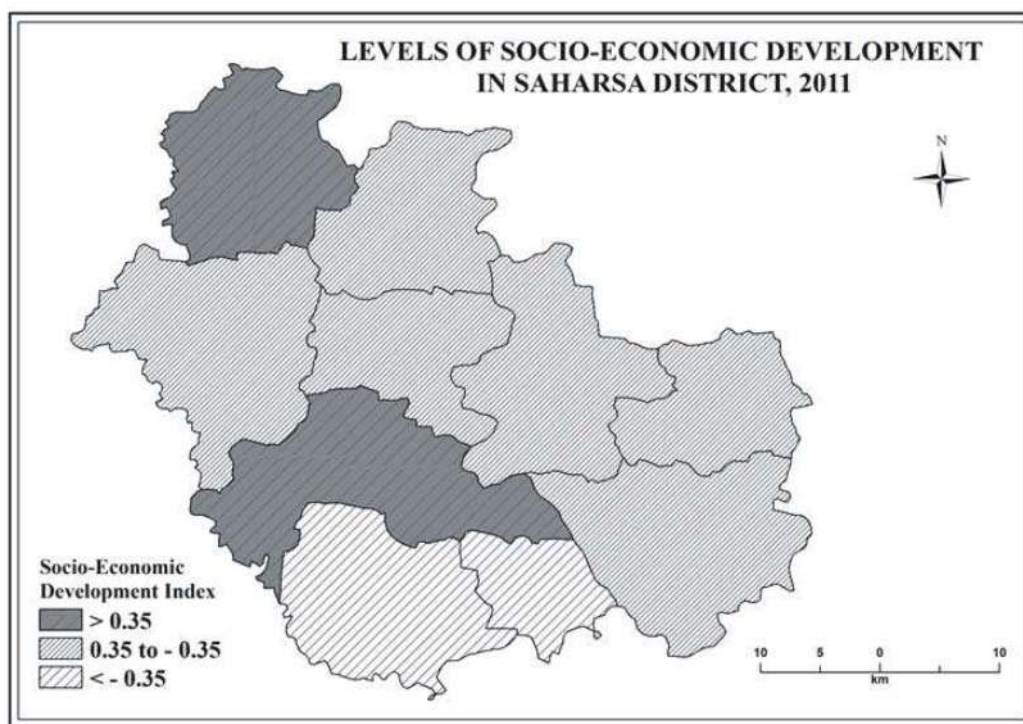 LEVELS OF SOCIO-ECONOMIC DEVELOPMENT
IN SAHARSA DISTRICT, 2011
N
Socio-Economic
Development Index
> 0.35
0.35 to - 0.35
< - 0.35
10 5 0 10
km